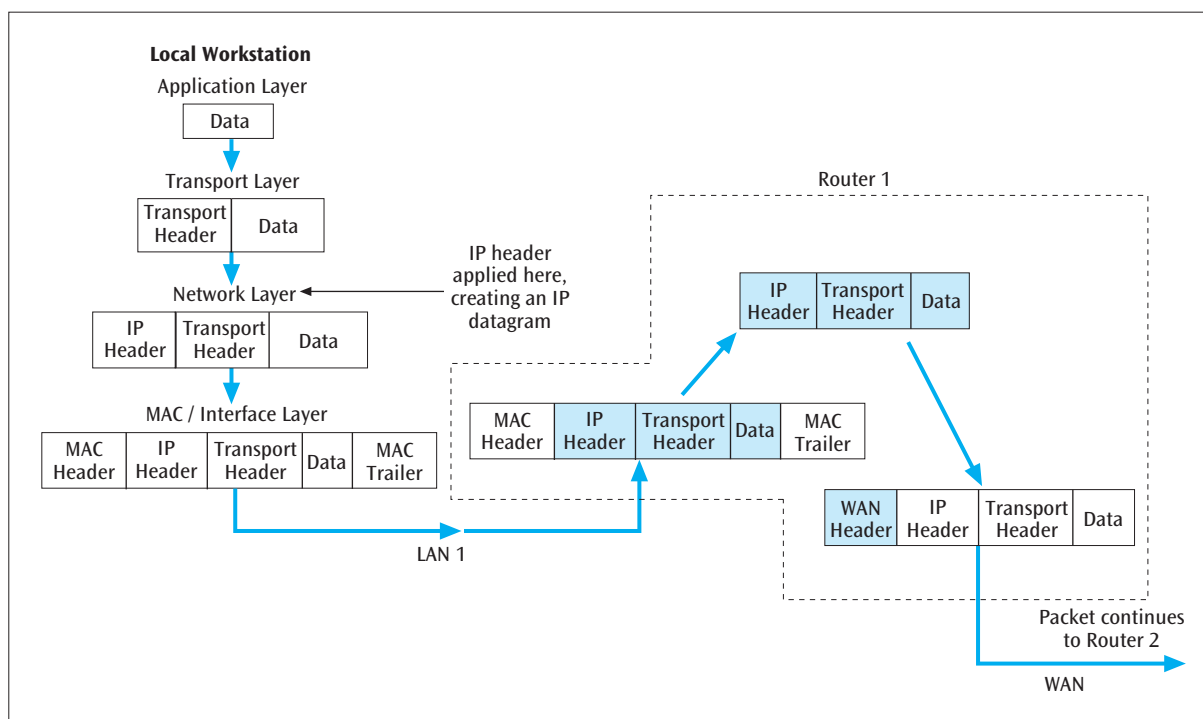 Local Workstation
Application Layer
Data
Transport Layer
Transport
Header
Data
Network Layer
IP header
applied here,
creating an IP
datagram
IP
Header
Transport
Header
Data
MAC / Interface Layer
MAC
Header
IP
Header
Transport
Header
Data
MAC
Trailer
LAN 1
Router 1
MAC
Header
IP
Header
Transport
Header
Data
MAC
Trailer
IP
Header
Transport
Header
Data
WAN
Header
IP
Header
Transport
Header
Data
Packet continues
to Router 2
WAN